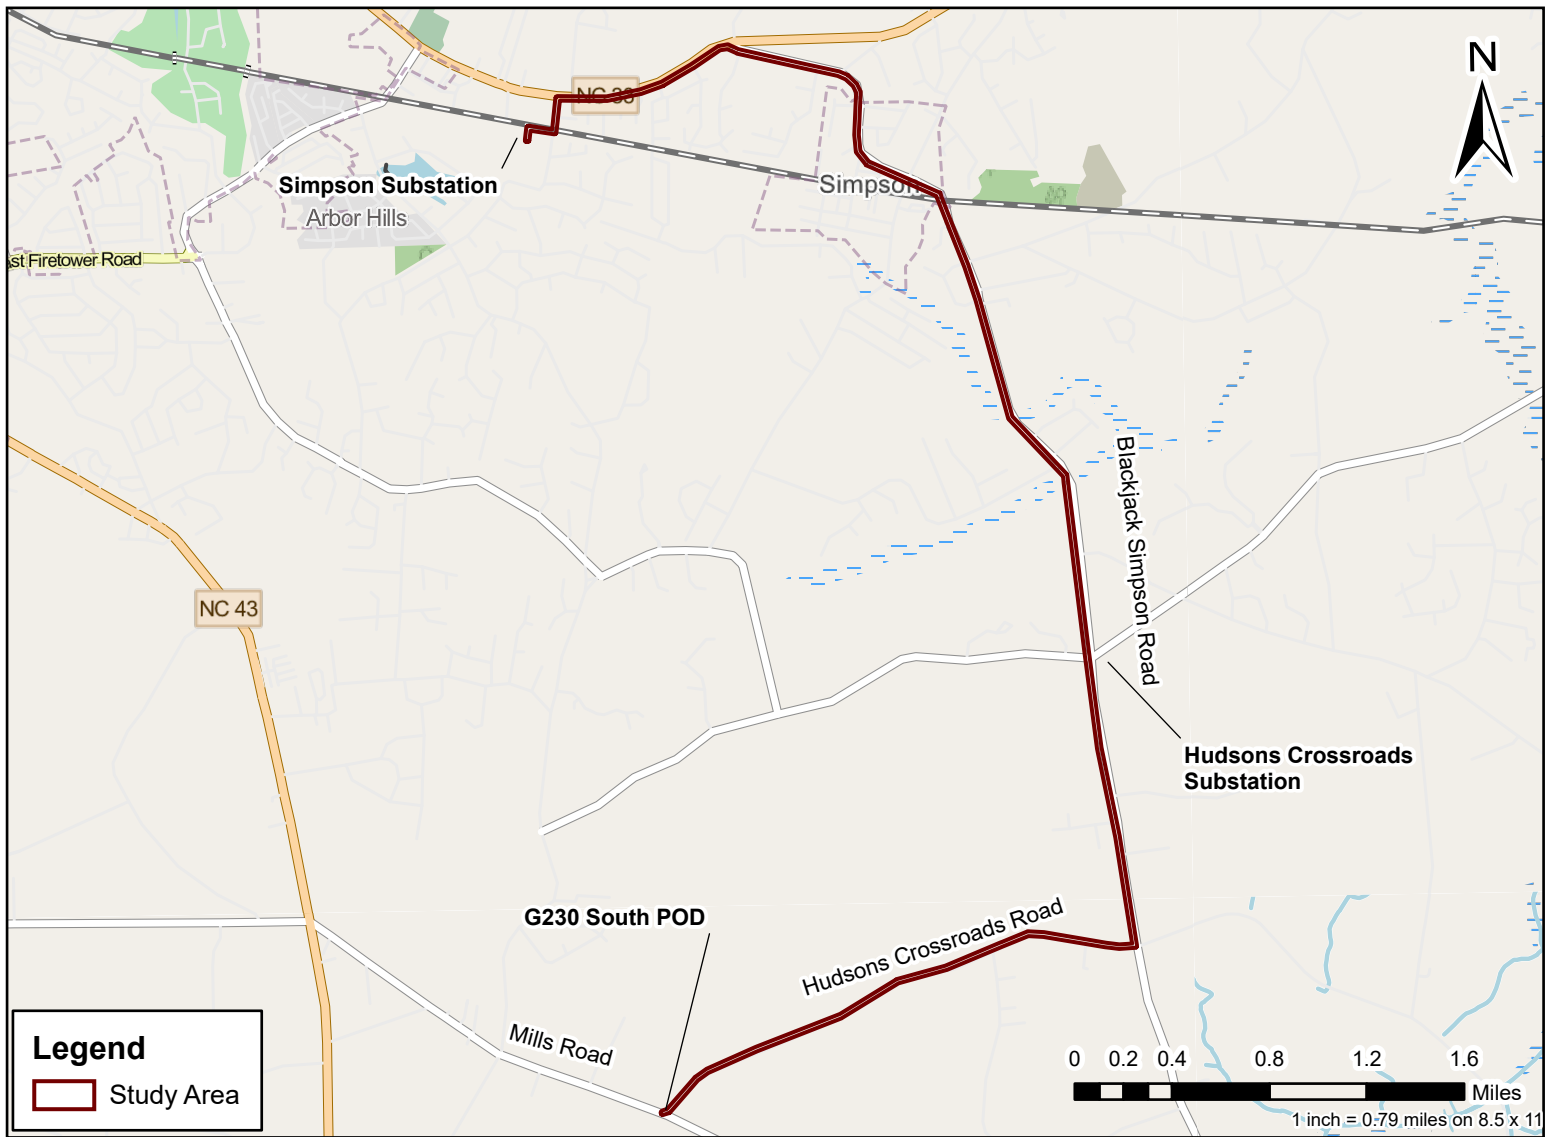 N
NC 33
Simpson Substation
Arbor Hills
Simpson
st Firetower Road
Blackjack Simpson Road
NC 43
Hudsons Crossroads
Substation
G230 South POD
Hudsons Crossroads Road
Mills Road
Legend
Study Area
0 0.2 0.4 0.8 1.2 1.6
Miles
1 inch = 0.79 miles on 8.5 x 11